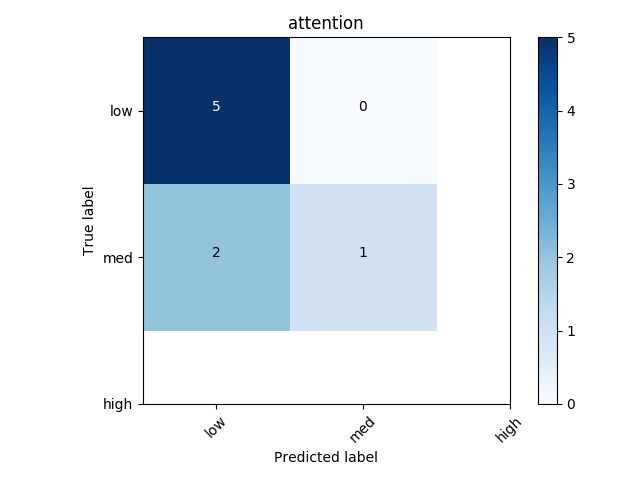 attention
True label
low
med
high
5 0
2 1
low med high
Predicted label
5
4
3
2
1
0